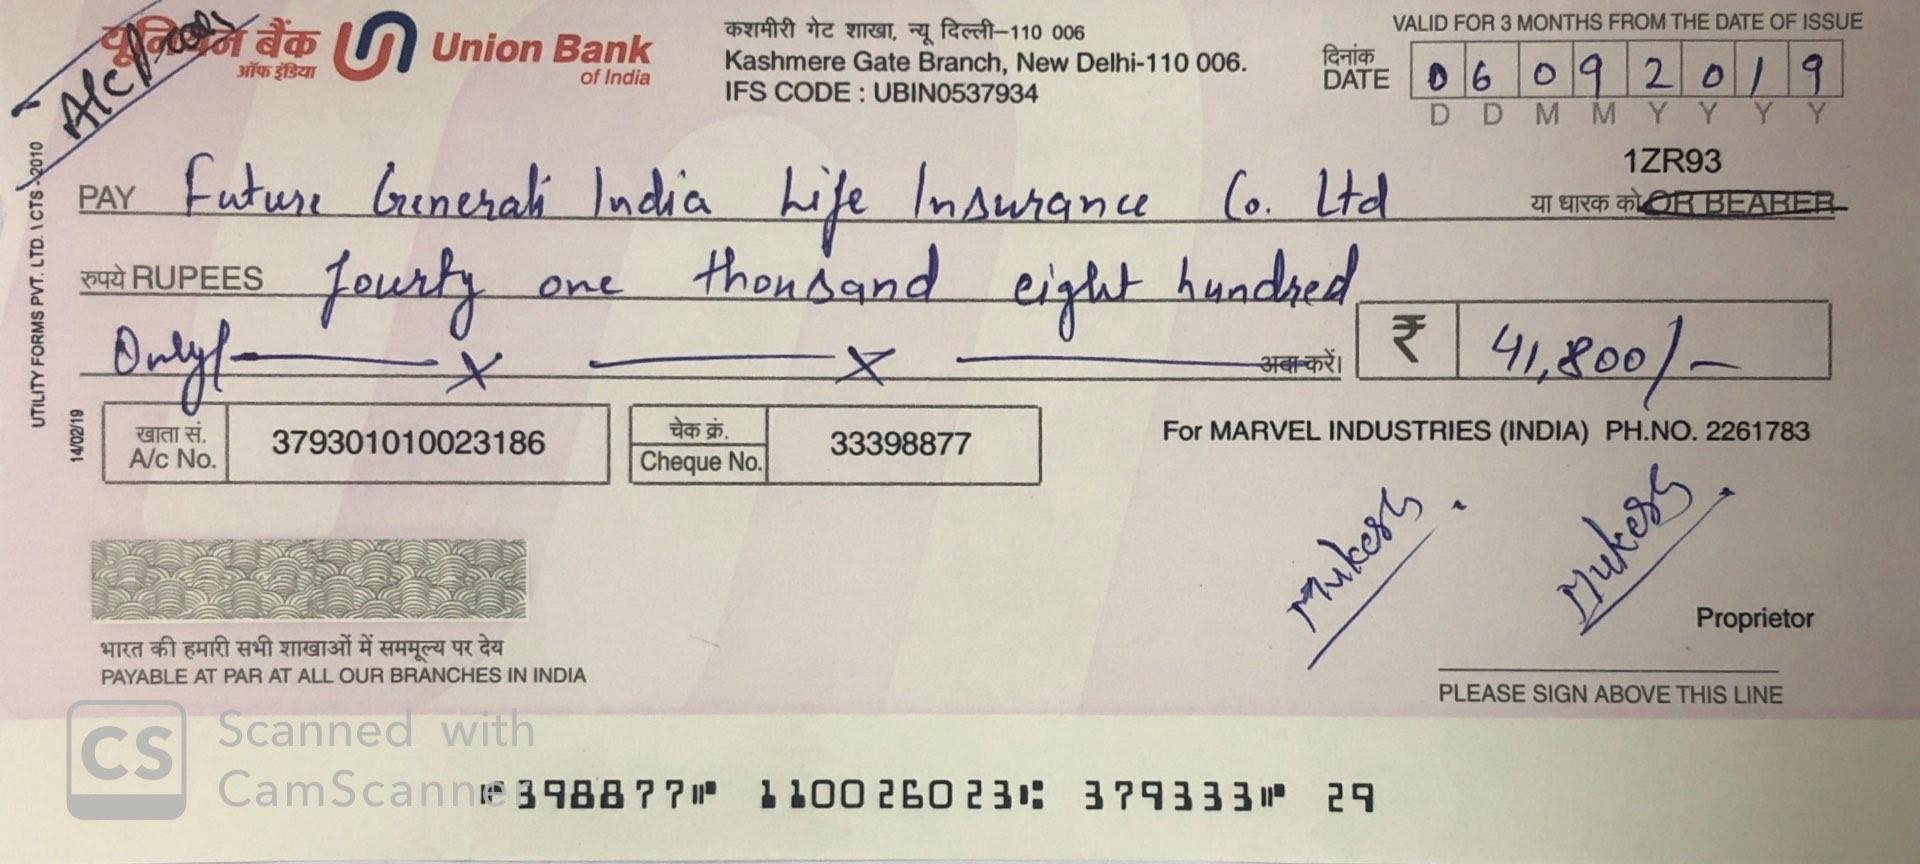 A/C Payee
यूनियन बैंक
ऑफ इंडिया
Union Bank
of India
कशमीरी गेट शाखा, न्यू दिल्ली–110 006
Kashmere Gate Branch, New Delhi-110 006.
IFS CODE : UBIN0537934
VALID FOR 3 MONTHS FROM THE DATE OF ISSUE
दिनांक
DATE 0 6 0 9 2 0 1 9
D D M M Y Y Y Y
1ZR93
PAY Future Generali India Life Insurance Co. Ltd या धारक को OR BEARER
रुपये RUPEES fourty one thousand eight hundred
Only/- x x अदा करें। ₹ 41,800/-
UTILITY FORMS PVT. LTD. \ CTS - 2010
14/02/19
खाता सं.
A/c No. 379301010023186
चेक क्रं.
Cheque No. 33398877
For MARVEL INDUSTRIES (INDIA) PH.NO. 2261783
Mukesh Mukesh
Proprietor
PLEASE SIGN ABOVE THIS LINE
भारत की हमारी सभी शाखाओं में सममूल्य पर देय
PAYABLE AT PAR AT ALL OUR BRANCHES IN INDIA
CS Scanned with
CamScanner
⑈398877⑈ 110026023⑆ 379333⑈ 29